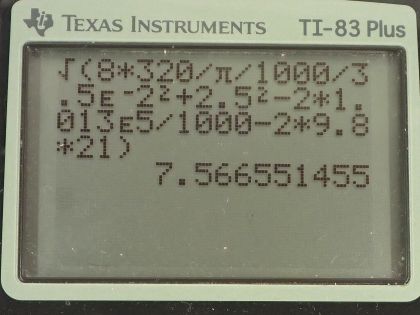 TEXAS INSTRUMENTS TI-83 Plus
√(8*320/π/1000/3
.5ᴇ⁻2²+2.5²-2*1.
013ᴇ5/1000-2*9.8
*21)
7.566551455